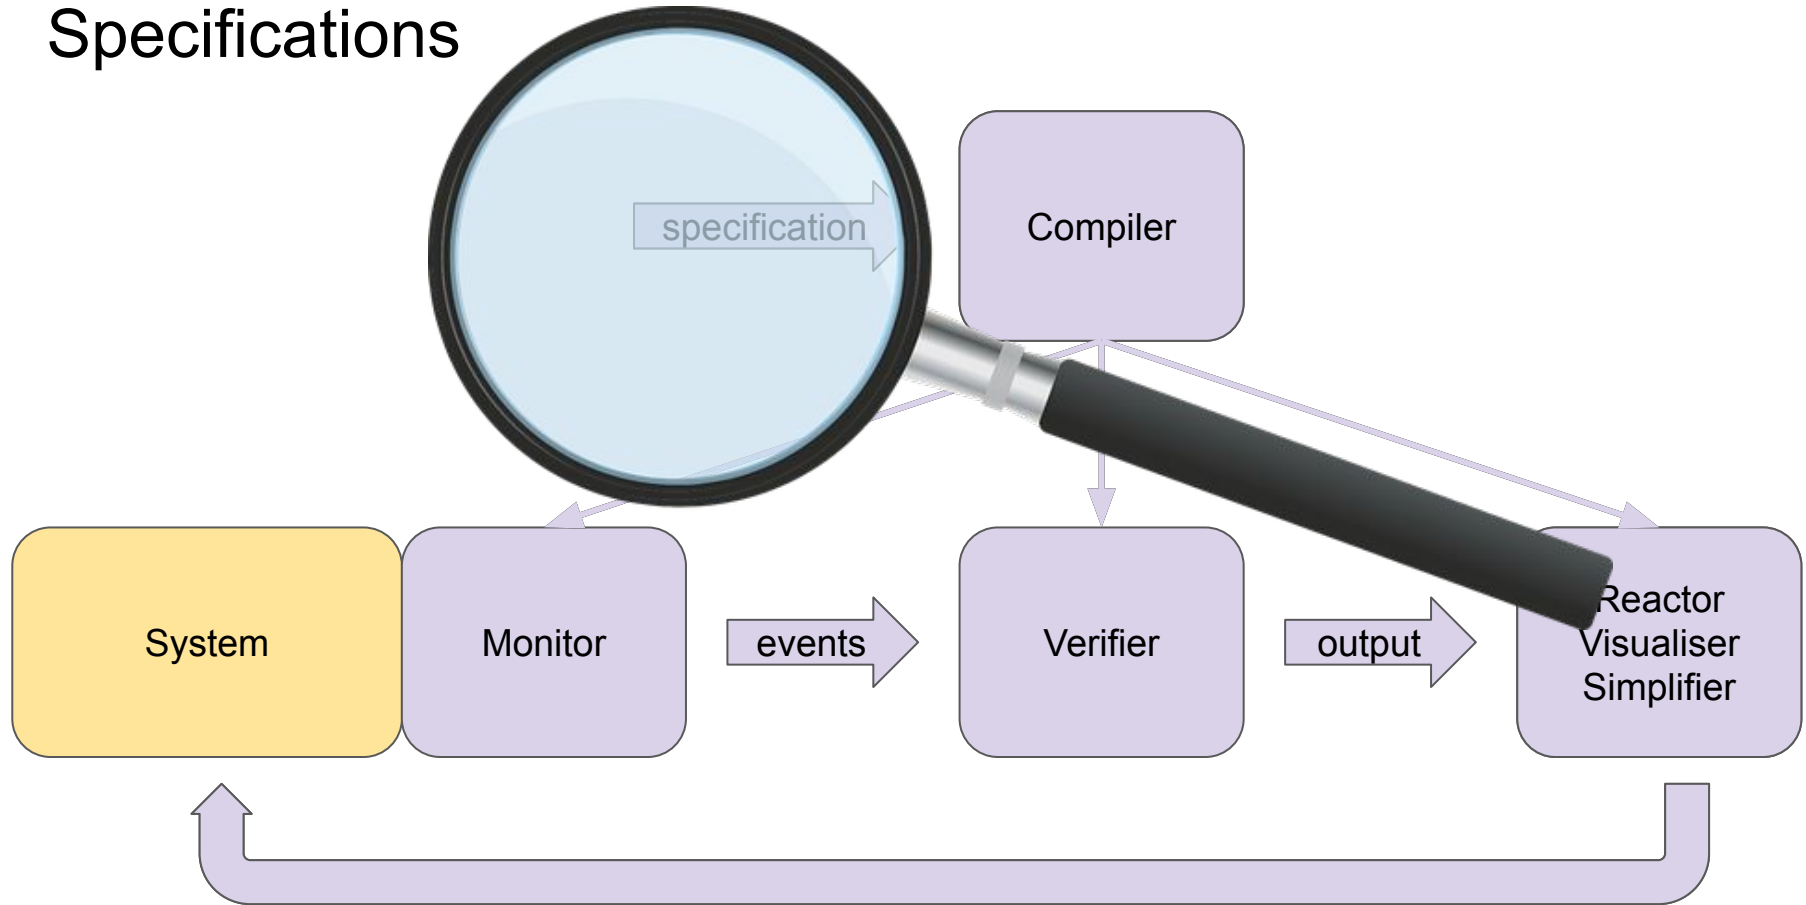 Specifications
specification
Compiler
System
Monitor
events
Verifier
output
Reactor
Visualiser
Simplifier